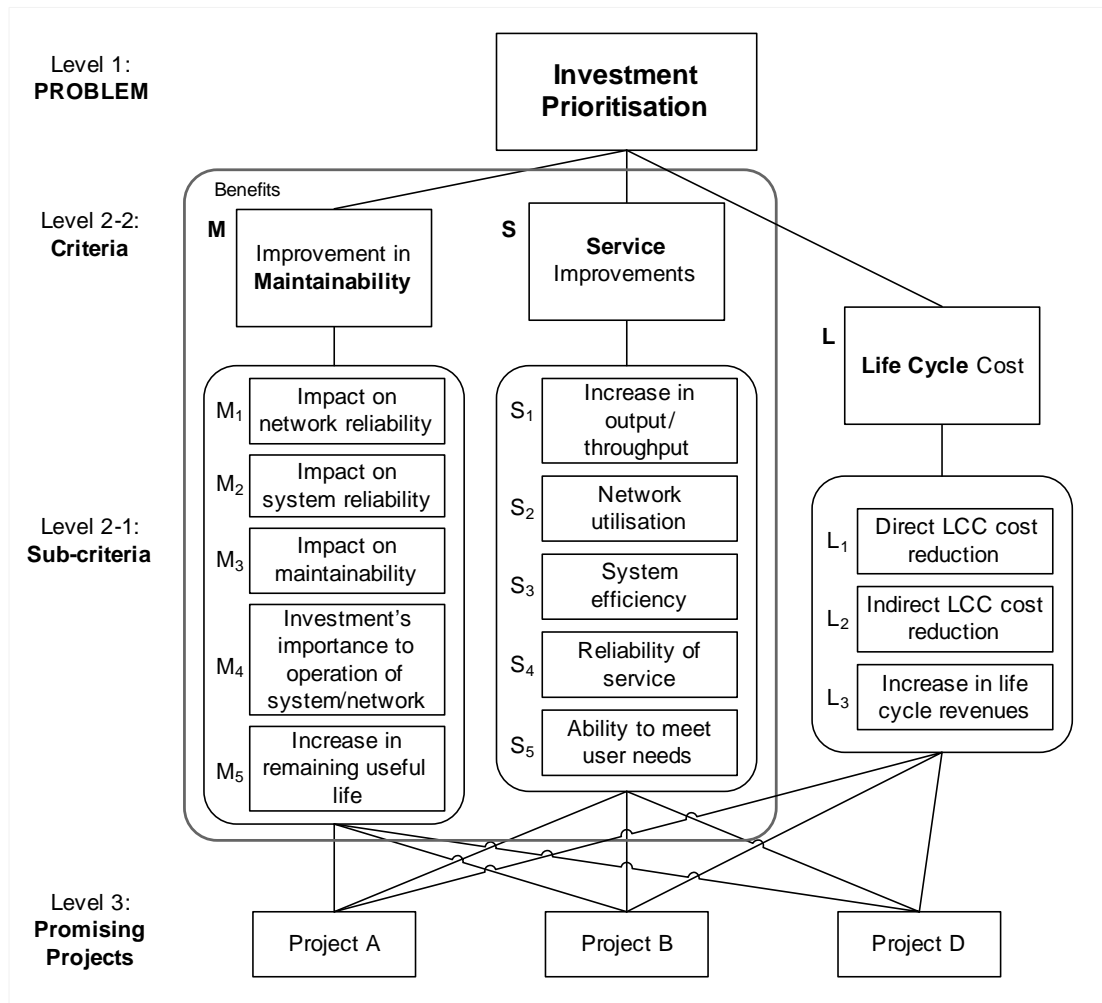 Level 1:
PROBLEM
Investment
Prioritisation
Benefits
Level 2-2:
Criteria
M
Improvement in
Maintainability
S
Service
Improvements
L
Life Cycle Cost
Level 2-1:
Sub-criteria
M1
Impact on
network reliability
M2
Impact on
system reliability
M3
Impact on
maintainability
M4
Investment's
importance to
operation of
system/network
M5
Increase in
remaining useful
life
S1
Increase in
output/
throughput
S2
Network
utilisation
S3
System
efficiency
S4
Reliability of
service
S5
Ability to meet
user needs
L1
Direct LCC cost
reduction
L2
Indirect LCC cost
reduction
L3
Increase in life
cycle revenues
Level 3:
Promising
Projects
Project A
Project B
Project D